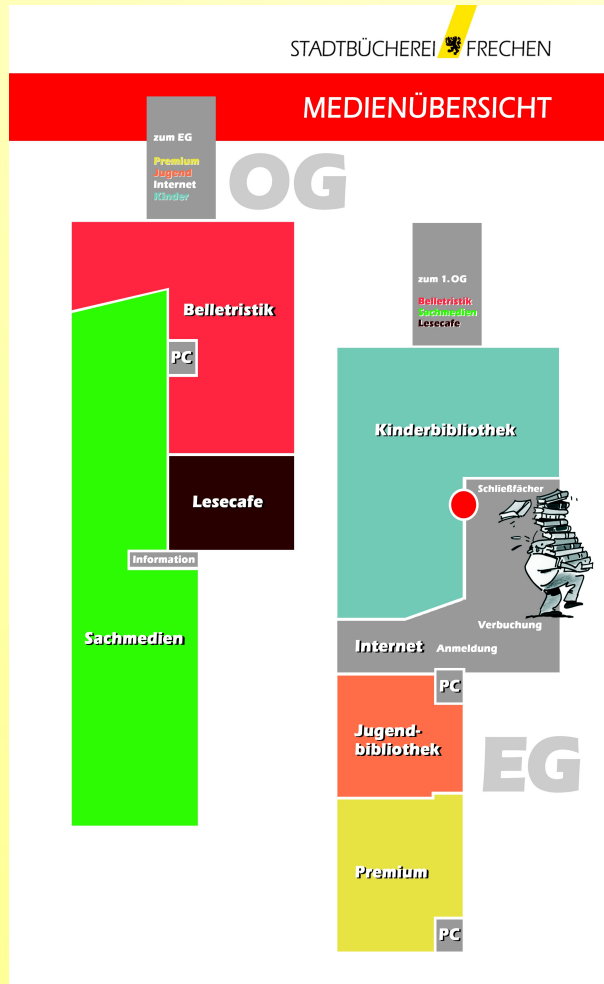 STADTBÜCHEREI FRECHEN
MEDIENÜBERSICHT
zum EG
Premium
Jugend
Internet
Kinder
OG
Belletristik
PC
Lesecafe
Information
Sachmedien
zum 1. OG
Belletristik
Sachmedien
Lesecafe
Kinderbibliothek
Schließfächer
Verbuchung
Internet Anmeldung
PC
Jugend-
bibliothek
EG
Premium
PC